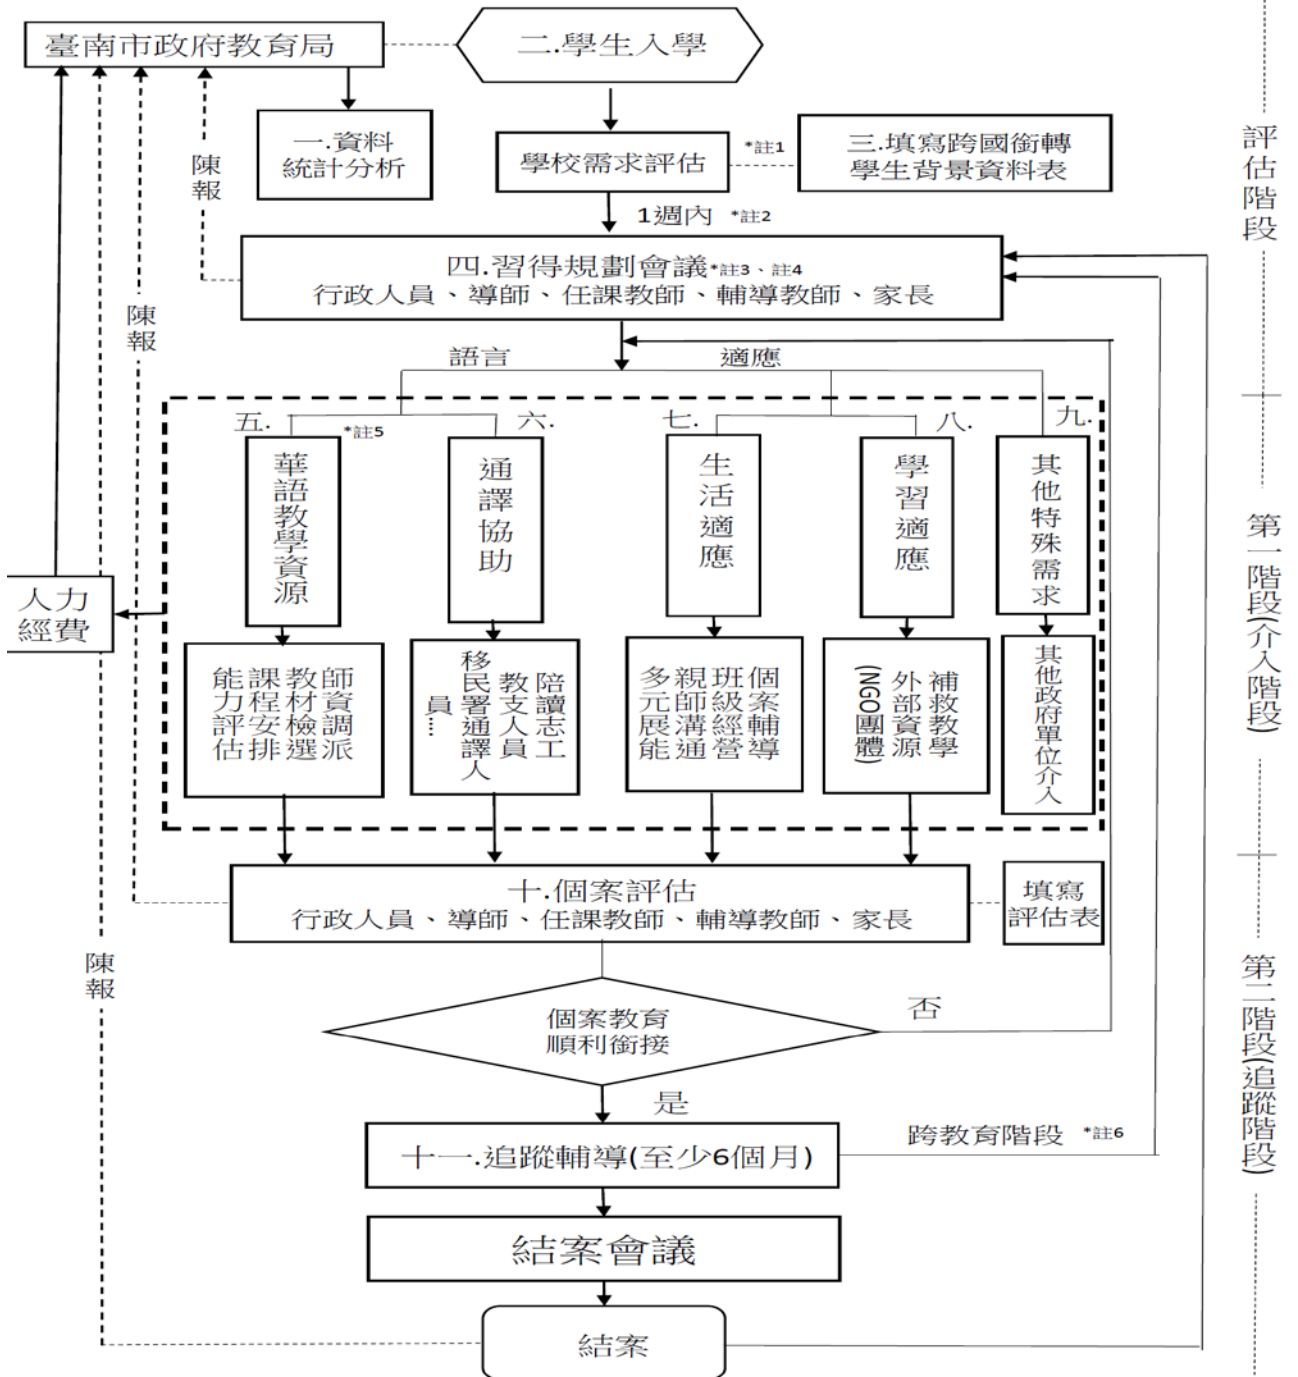 臺南市政府教育局
二.學生入學
一.資料
統計分析
學校需求評估
*註1
三.填寫跨國銜轉
學生背景資料表
陳報
1週內 *註2
四.習得規劃會議*註3、註4
行政人員、導師、任課教師、輔導教師、家長
陳報
語言
適應
五.
*註5
六.
七.
八.
九.
華語教學資源
通譯協助
生活適應
學習適應
其他特殊需求
人力
經費
師資調派
教材檢選
課程安排
能力評估
陪讀志工
教支人員
移民署通譯人
員....
個案輔導
班級經營
親師溝通
多元展能
補救教學
外部資源
(NGO團體)
其他政府單位介入
十.個案評估
行政人員、導師、任課教師、輔導教師、家長
填寫
評估表
陳報
個案教育
順利銜接
否
是
十一.追蹤輔導(至少6個月)
跨教育階段 *註6
結案會議
結案
評估階段
第一階段(介入階段)
第二階段(追蹤階段)